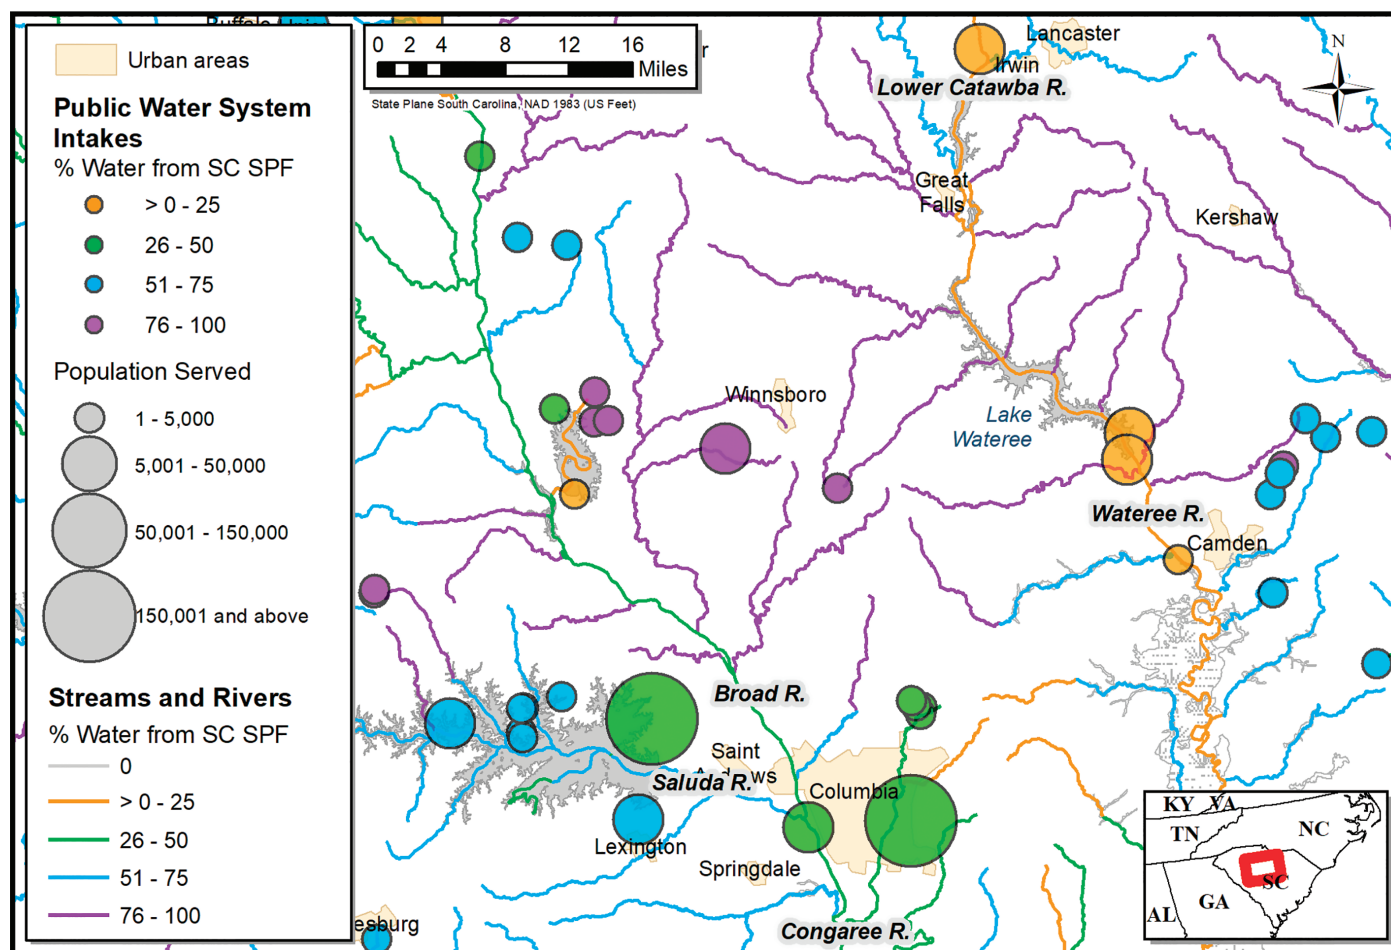 Buffalo
Urban areas
Public Water System
Intakes
% Water from SC SPF
> 0 - 25
26 - 50
51 - 75
76 - 100
Population Served
1 - 5,000
5,001 - 50,000
50,001 - 150,000
150,001 and above
Streams and Rivers
% Water from SC SPF
0
> 0 - 25
26 - 50
51 - 75
76 - 100
0 2 4 8 12 16
Miles
State Plane South Carolina, NAD 1983 (US Feet)
r
Lancaster
Irwin
Lower Catawba R.
N
Great
Falls
Kershaw
Winnsboro
Lake
Wateree
Wateree R.
Camden
Broad R.
Saint
Saluda R.
Columbia
Lexington
Springdale
Congaree R.
esburg
KY VA
TN
NC
SC
GA
AL